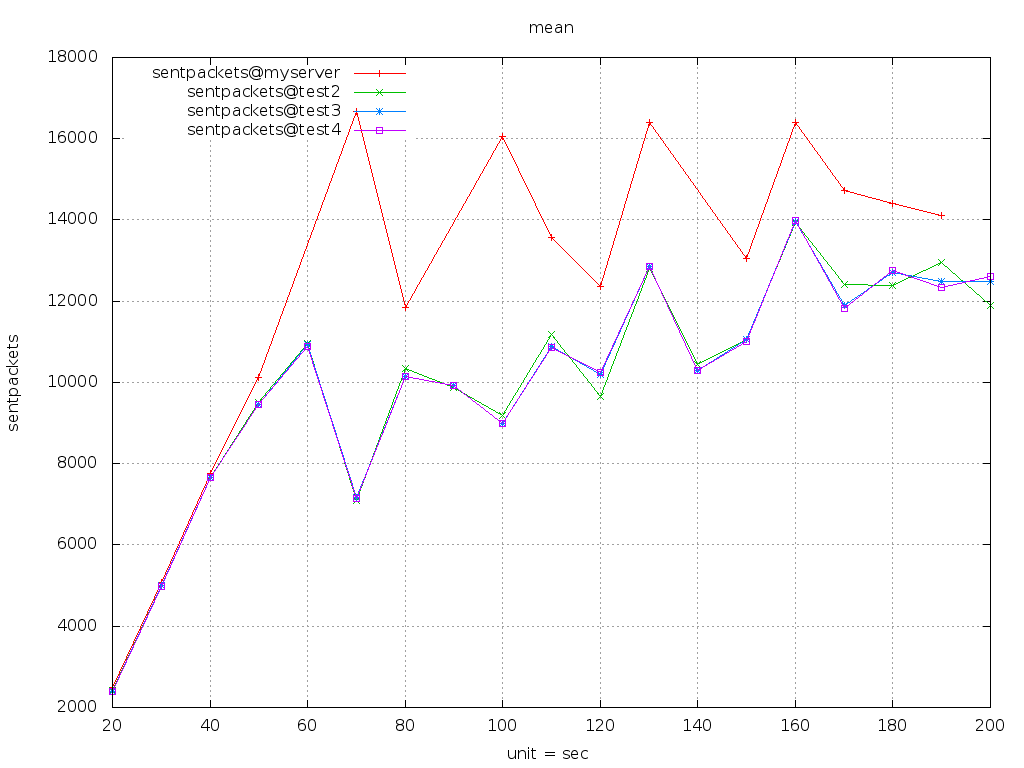 mean
18000
16000
14000
12000
10000
8000
6000
4000
2000
sentpackets
sentpackets@myserver
sentpackets@test2
sentpackets@test3
sentpackets@test4
20 40 60 80 100 120 140 160 180 200
unit = sec